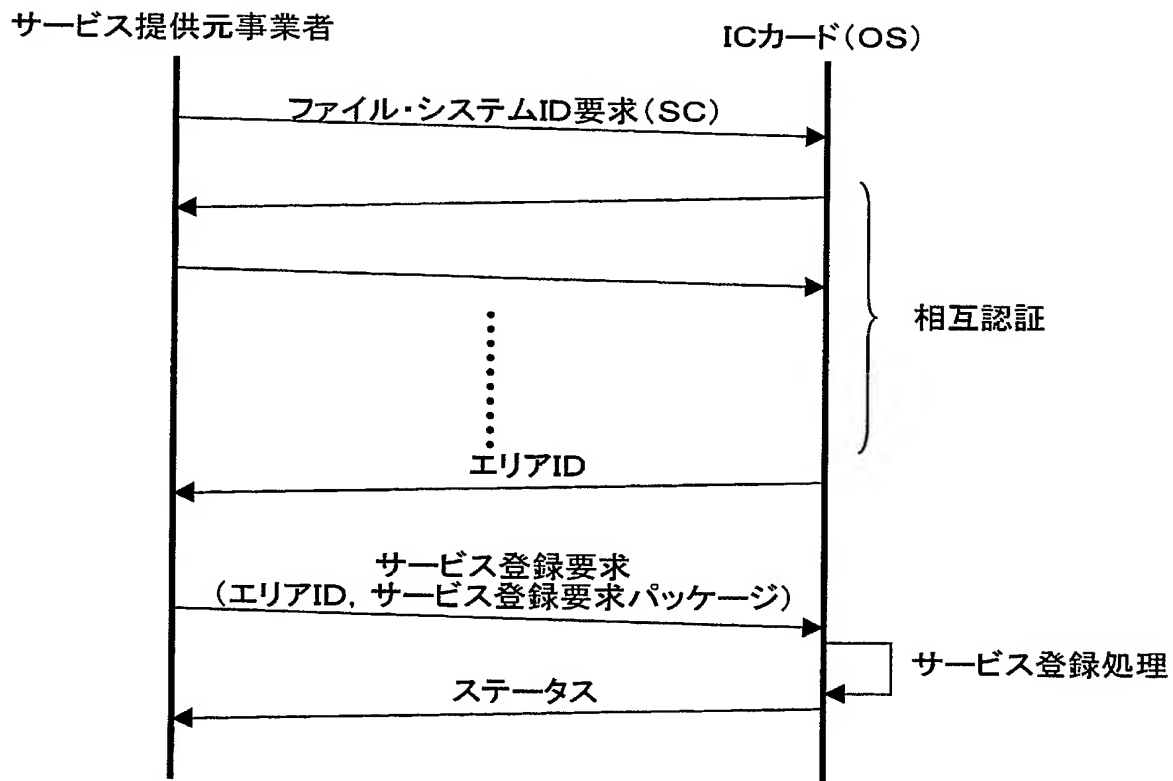 サービス提供元事業者
ICカード(OS)
ファイル・システムID要求(SC)
相互認証
エリアID
サービス登録要求
(エリアID, サービス登録要求パッケージ)
サービス登録処理
ステータス